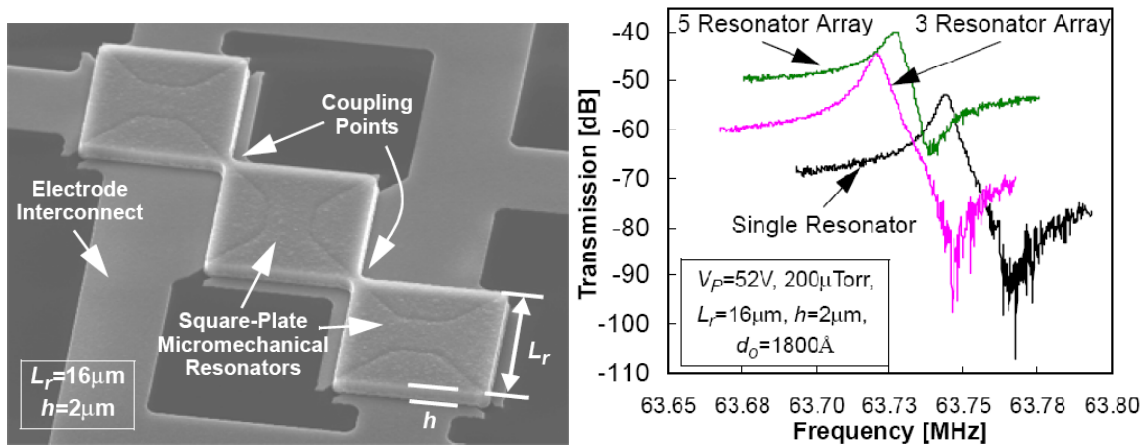 Coupling
Points
Electrode
Interconnect
Square-Plate
Micromechanical
Resonators
Lr
h
Lr=16μm
h=2μm
5 Resonator Array
3 Resonator Array
Single Resonator
VP=52V, 200μTorr,
Lr=16μm, h=2μm,
do=1800Å
Transmission [dB]
-40
-50
-60
-70
-80
-90
-100
-110
63.65
63.68
63.70
63.73
63.75
63.78
63.80
Frequency [MHz]